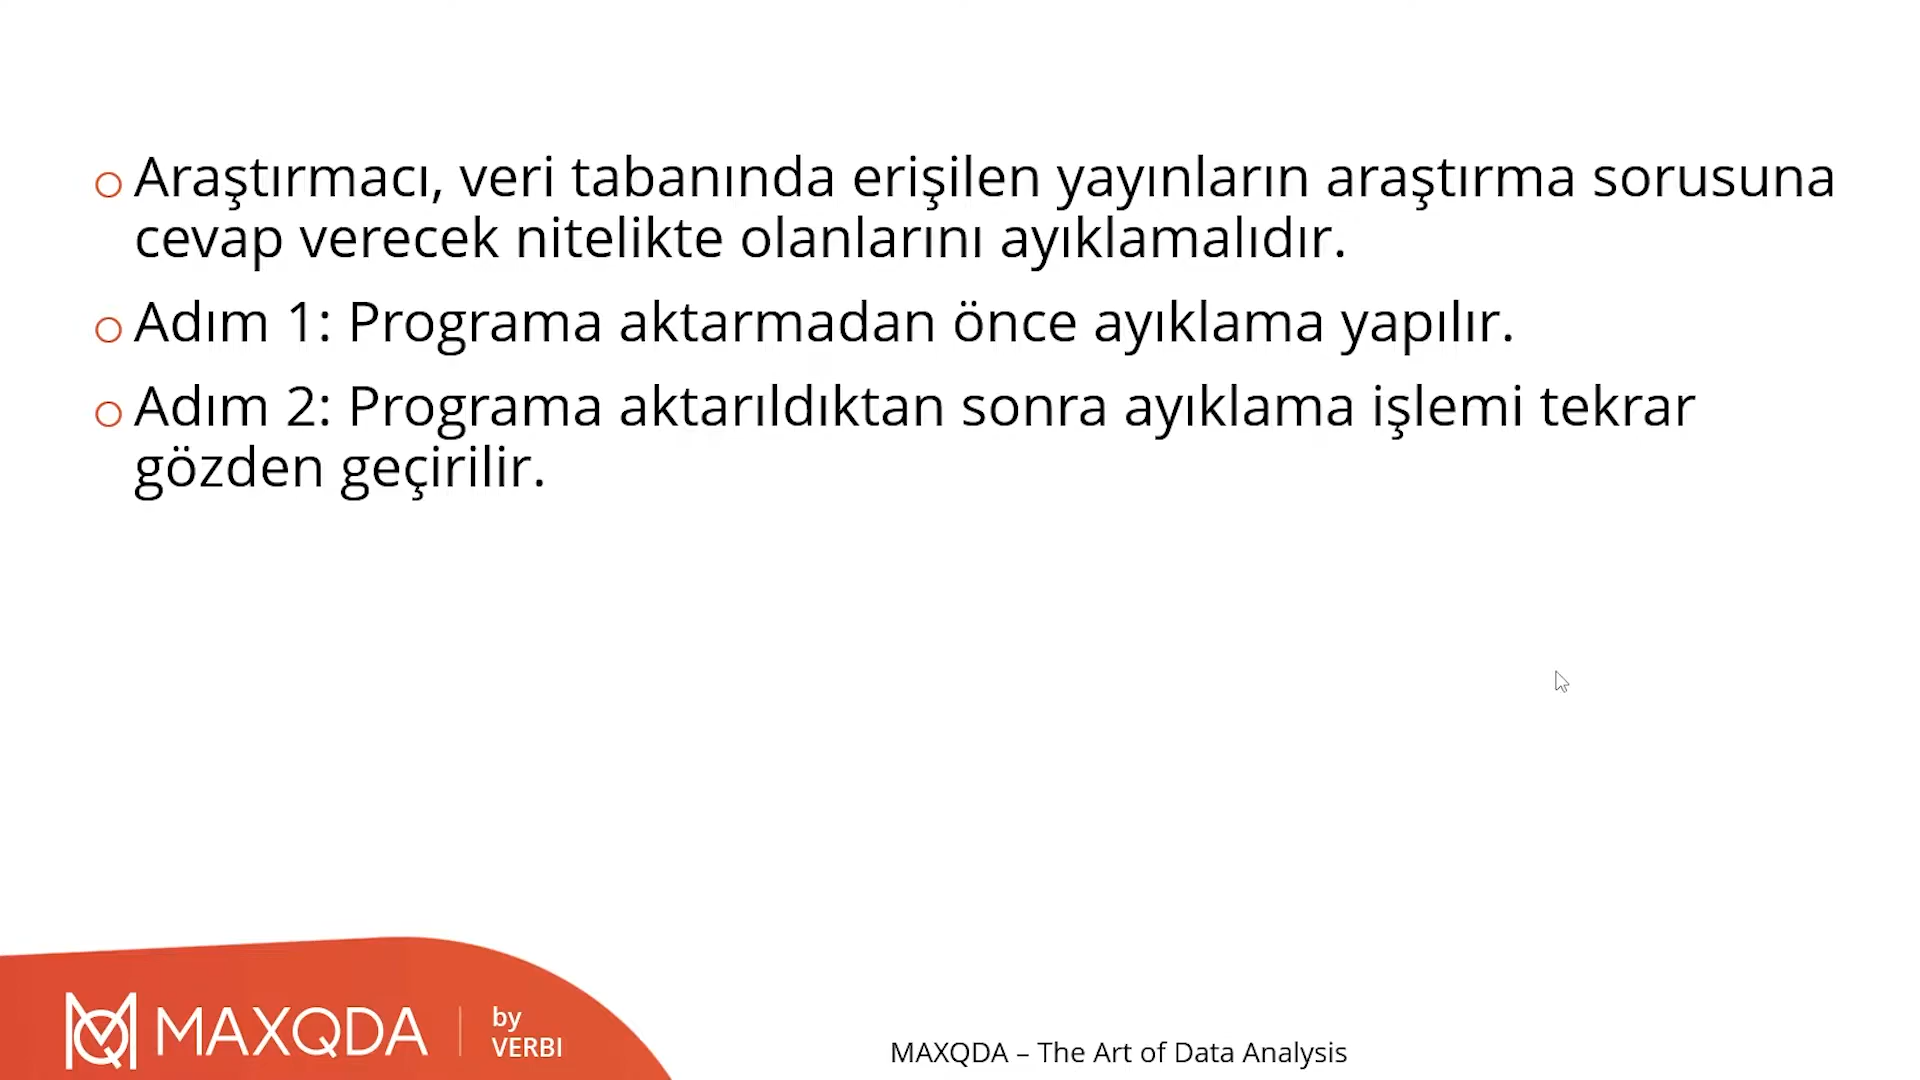 Araştırmacı, veri tabanında erişilen yayınların araştırma sorusuna
cevap verecek nitelikte olanlarını ayıklamalıdır.
Adım 1: Programa aktarmadan önce ayıklama yapılır.
Adım 2: Programa aktarıldıktan sonra ayıklama işlemi tekrar
gözden geçirilir.
MAXQDA
by
VERBI
MAXQDA – The Art of Data Analysis